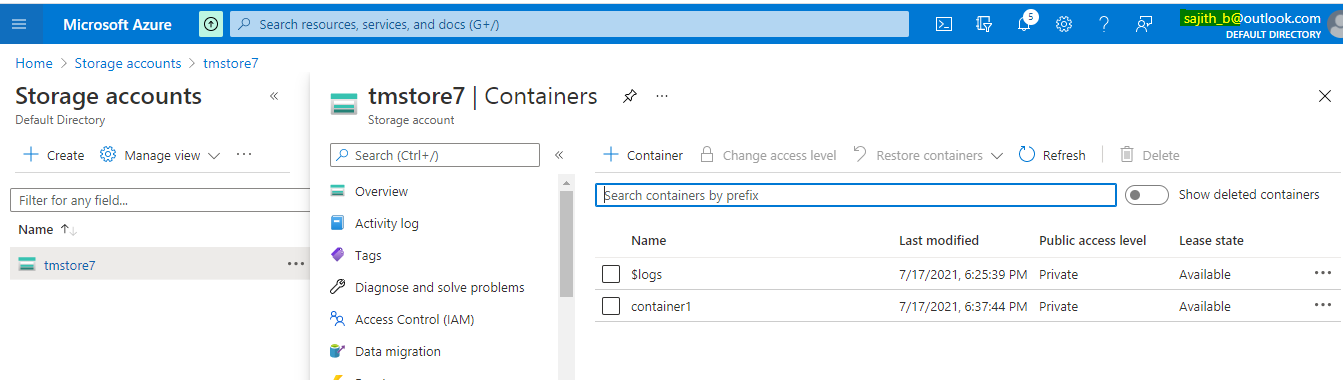 Microsoft Azure
Search resources, services, and docs (G+/)
5
sajith_b@outlook.com
DEFAULT DIRECTORY
Home > Storage accounts > tmstore7
Storage accounts «
Default Directory
+ Create Manage view ···
Filter for any field...
Name ↑↓
tmstore7 ···
tmstore7 | Containers ···
Storage account
Search (Ctrl+/) «
Overview
Activity log
Tags
Diagnose and solve problems
Access Control (IAM)
Data migration
+ Container Change access level Restore containers Refresh Delete
Search containers by prefix Show deleted containers
Name Last modified Public access level Lease state
$logs 7/17/2021, 6:25:39 PM Private Available ···
container1 7/17/2021, 6:37:44 PM Private Available ···